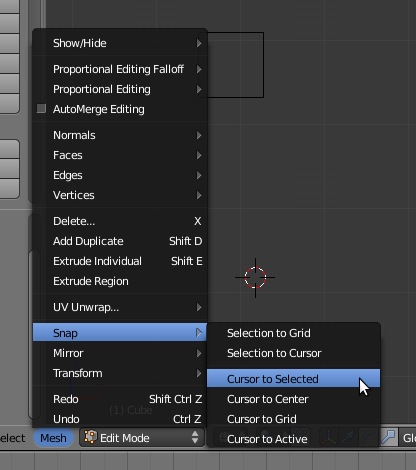 Show/Hide
Proportional Editing Falloff
Proportional Editing
AutoMerge Editing
Normals
Faces
Edges
Vertices
Delete... X
Add Duplicate Shift D
Extrude Individual Shift E
Extrude Region
UV Unwrap...
Snap
Mirror
Transform
Redo Shift Ctrl Z
(1) Cube
Undo Ctrl Z
Selection to Grid
Selection to Cursor
Cursor to Selected
Cursor to Center
Cursor to Grid
Cursor to Active
elect Mesh Edit Mode Glo